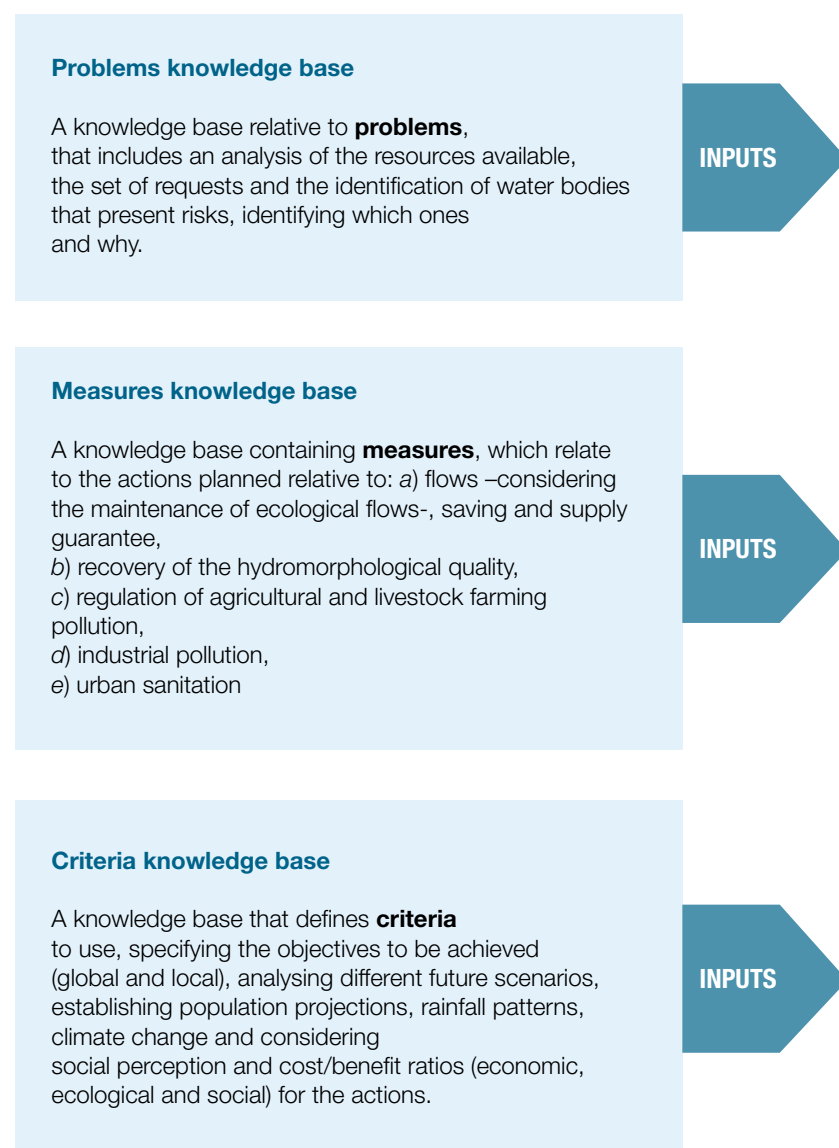 Problems knowledge base
A knowledge base relative to problems,
that includes an analysis of the resources available,
the set of requests and the identification of water bodies
that present risks, identifying which ones
and why.
INPUTS
Measures knowledge base
A knowledge base containing measures, which relate
to the actions planned relative to: a) flows –considering
the maintenance of ecological flows-, saving and supply
guarantee,
b) recovery of the hydromorphological quality,
c) regulation of agricultural and livestock farming
pollution,
d) industrial pollution,
e) urban sanitation
INPUTS
Criteria knowledge base
A knowledge base that defines criteria
to use, specifying the objectives to be achieved
(global and local), analysing different future scenarios,
establishing population projections, rainfall patterns,
climate change and considering
social perception and cost/benefit ratios (economic,
ecological and social) for the actions.
INPUTS